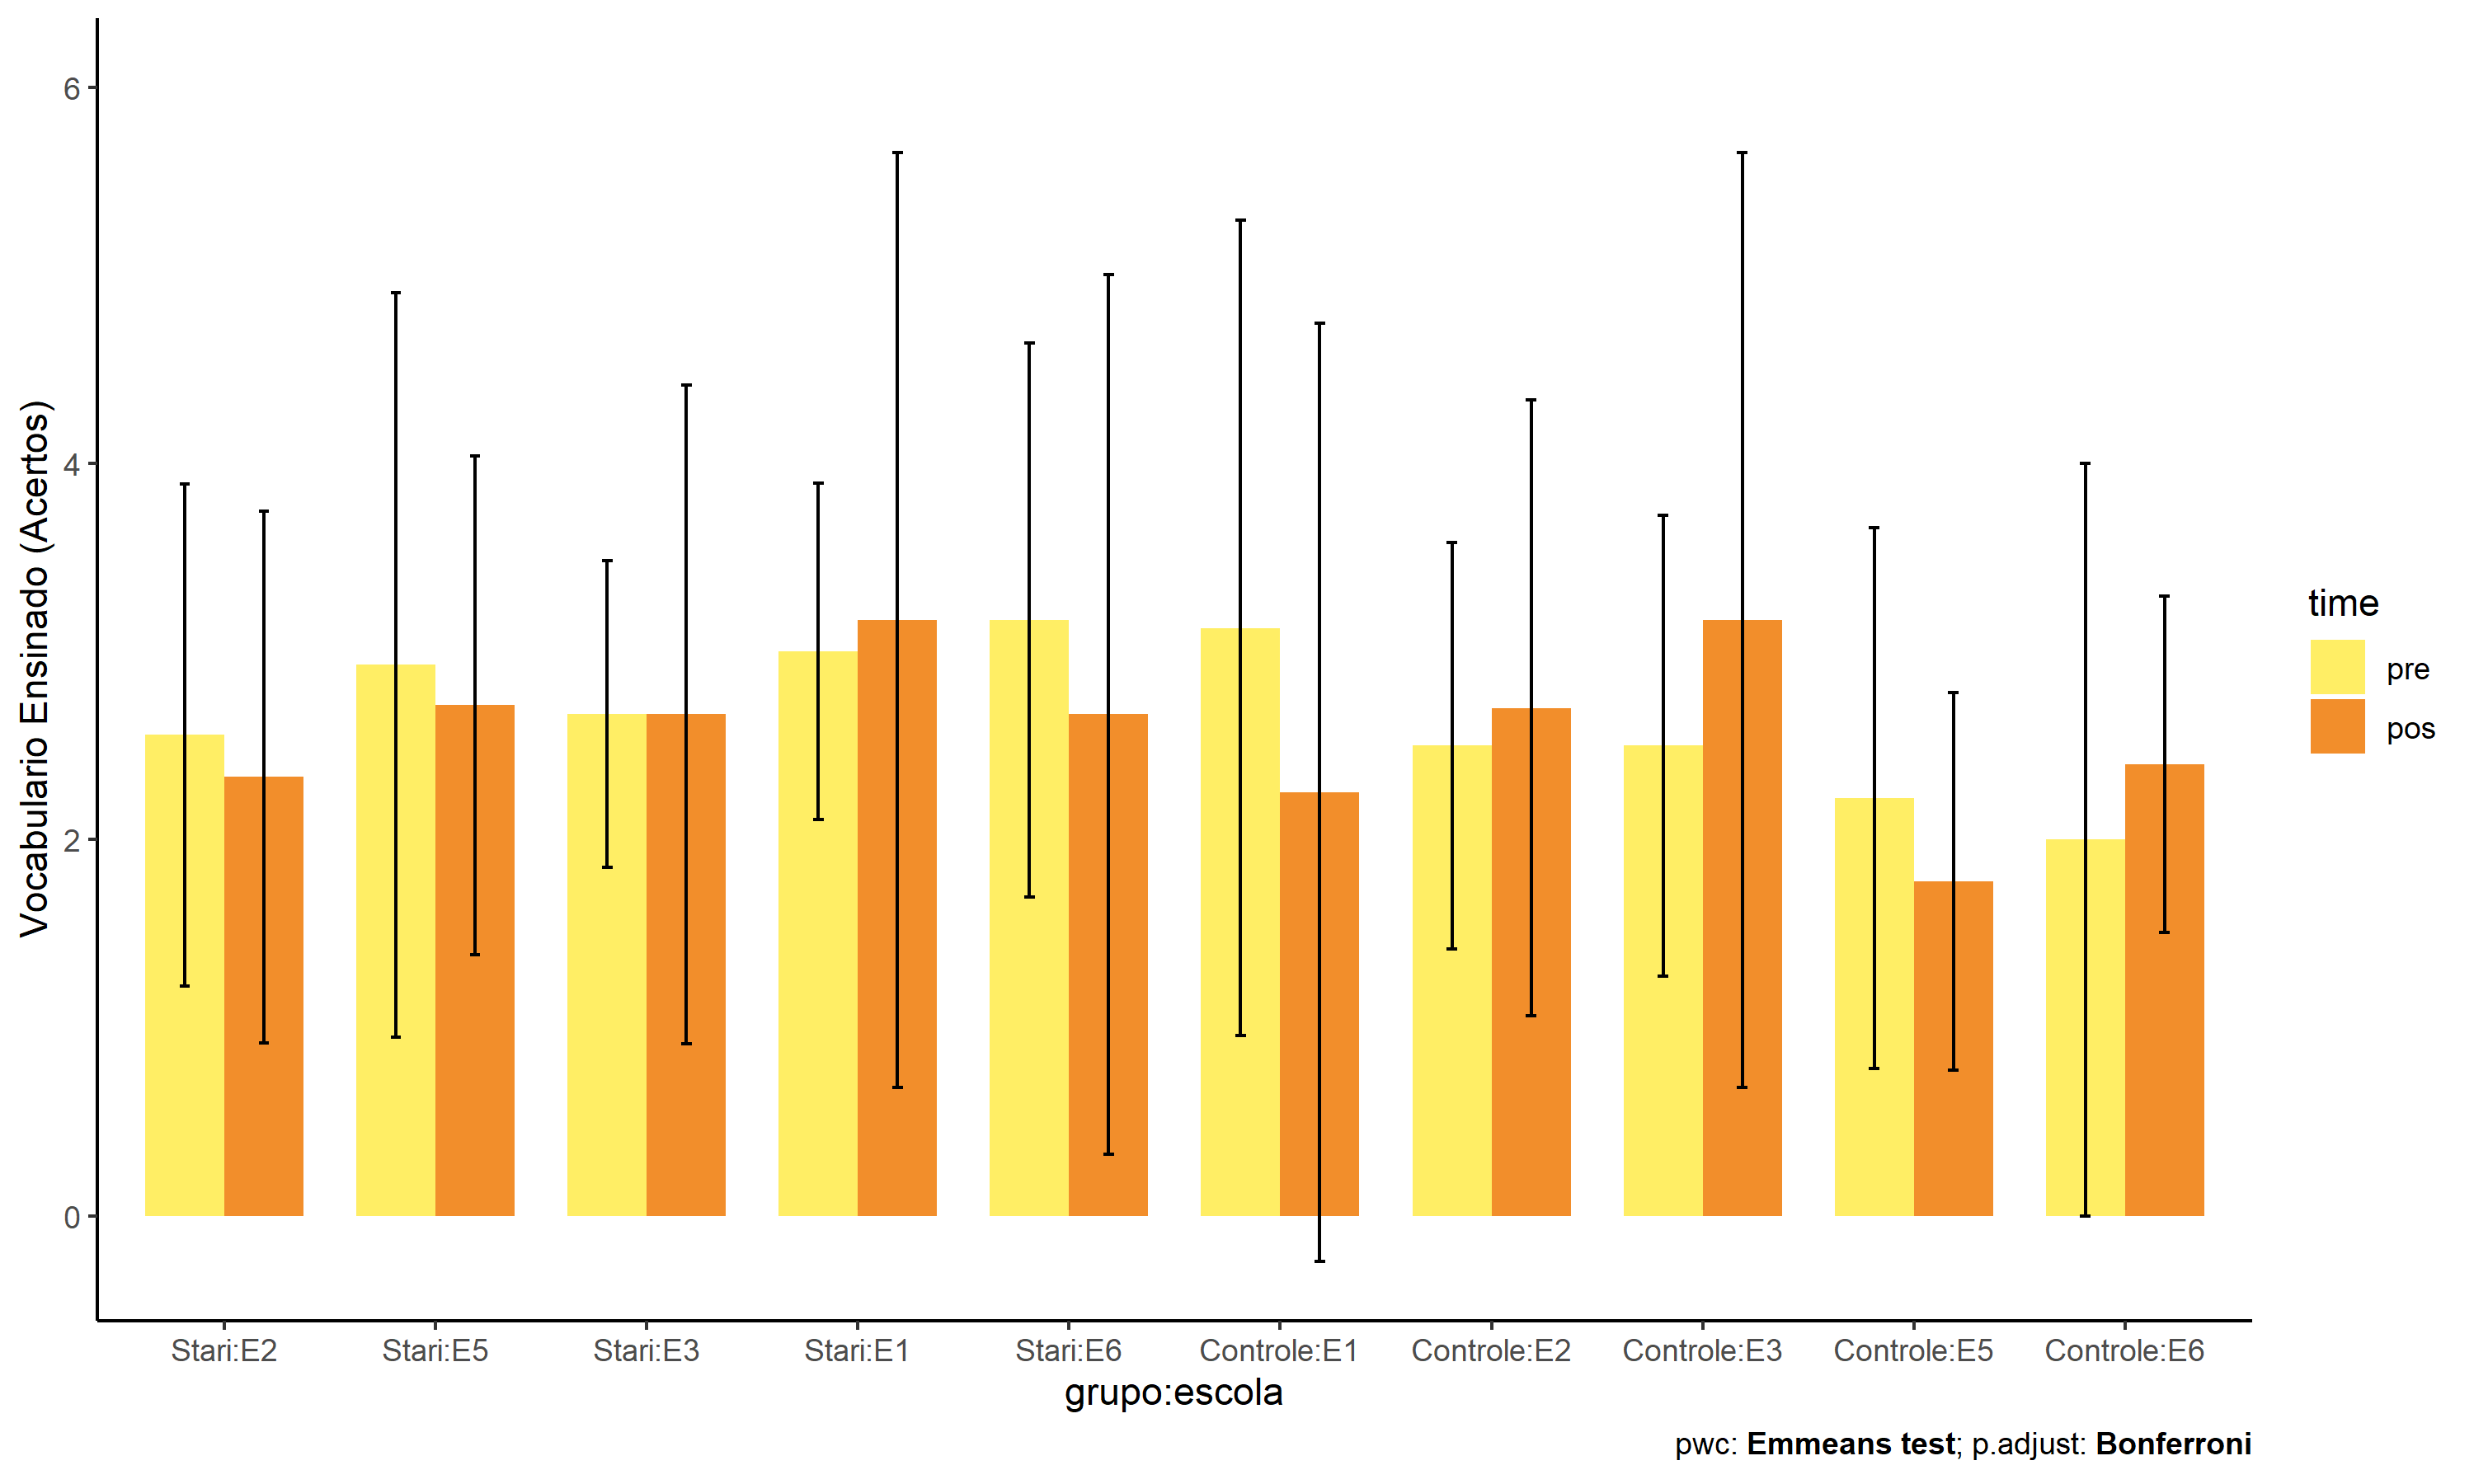 Vocabulario Ensinado (Acertos)
6
4
2
0
Stari:E2 Stari:E5 Stari:E3 Stari:E1 Stari:E6 Controle:E1 Controle:E2 Controle:E3 Controle:E5 Controle:E6
grupo:escola
time
pre
pos
pwc: Emmeans test; p.adjust: Bonferroni